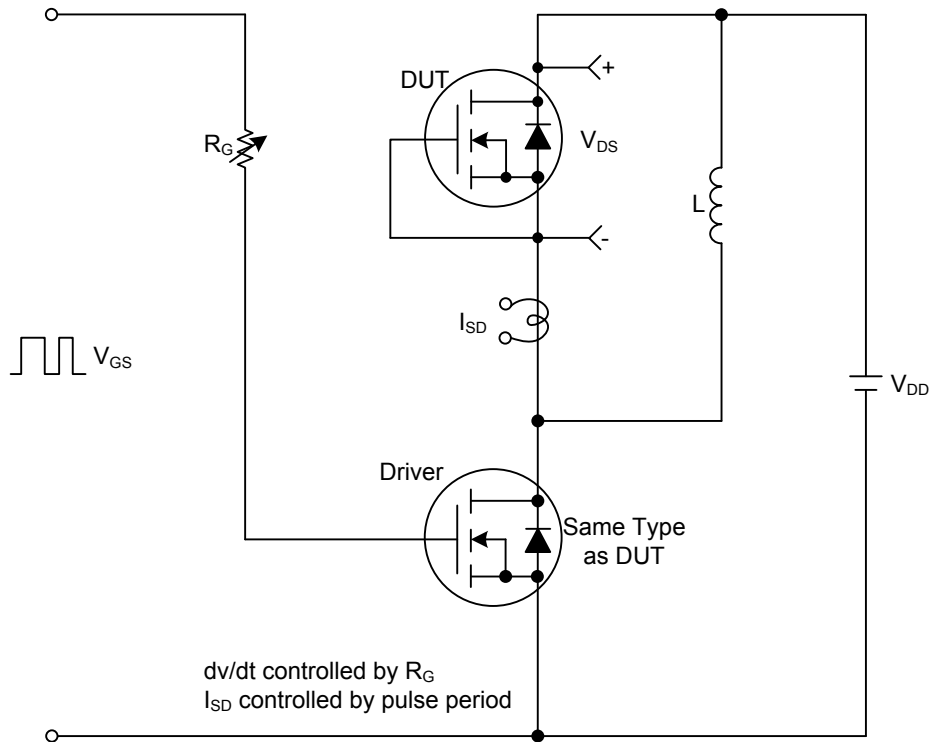 +
DUT
R_G
V_DS
L
-
I_SD
V_GS
V_DD
Driver
Same Type
as DUT
dv/dt controlled by R_G
I_SD controlled by pulse period